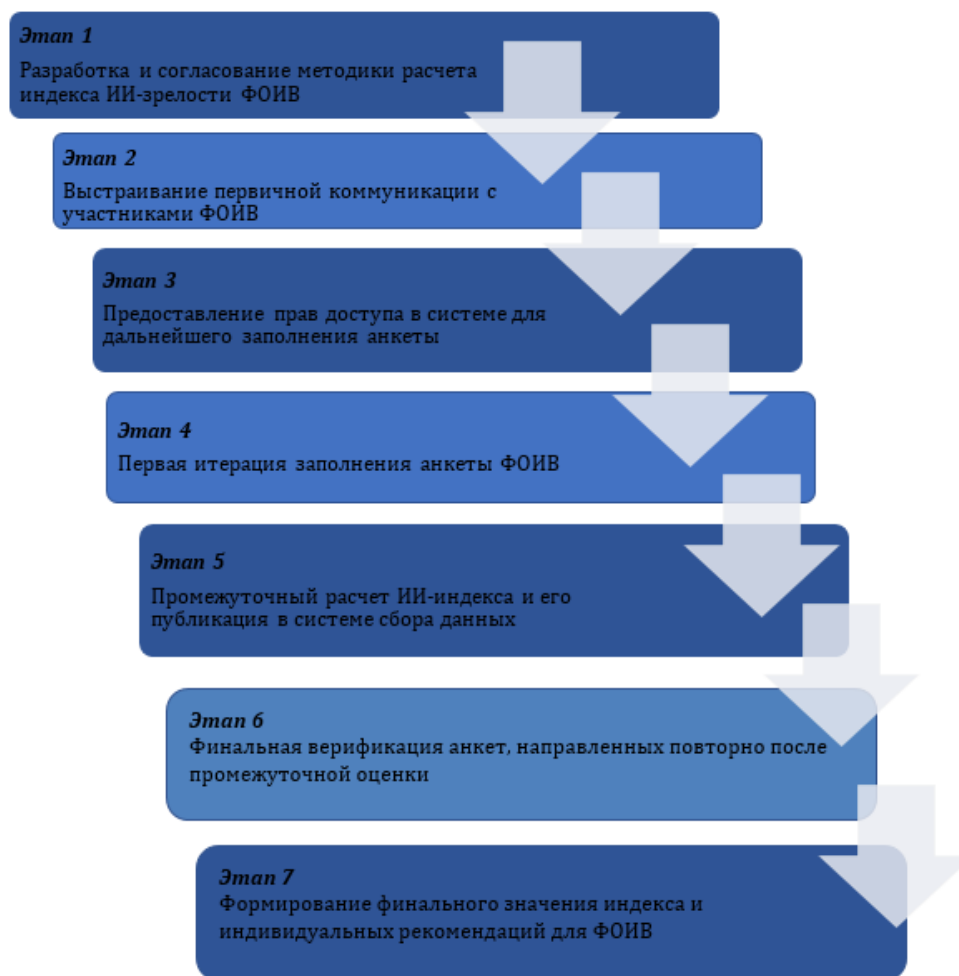 Этап 1
Разработка и согласование методики расчета
индекса ИИ-зрелости ФОИВ
Этап 2
Выстраивание первичной коммуникации с
участниками ФОИВ
Этап 3
Предоставление прав доступа в системе для
дальнейшего заполнения анкеты
Этап 4
Первая итерация заполнения анкеты ФОИВ
Этап 5
Промежуточный расчет ИИ-индекса и его
публикация в системе сбора данных
Этап 6
Финальная верификация анкет, направленных повторно после
промежуточной оценки
Этап 7
Формирование финального значения индекса и
индивидуальных рекомендаций для ФОИВ